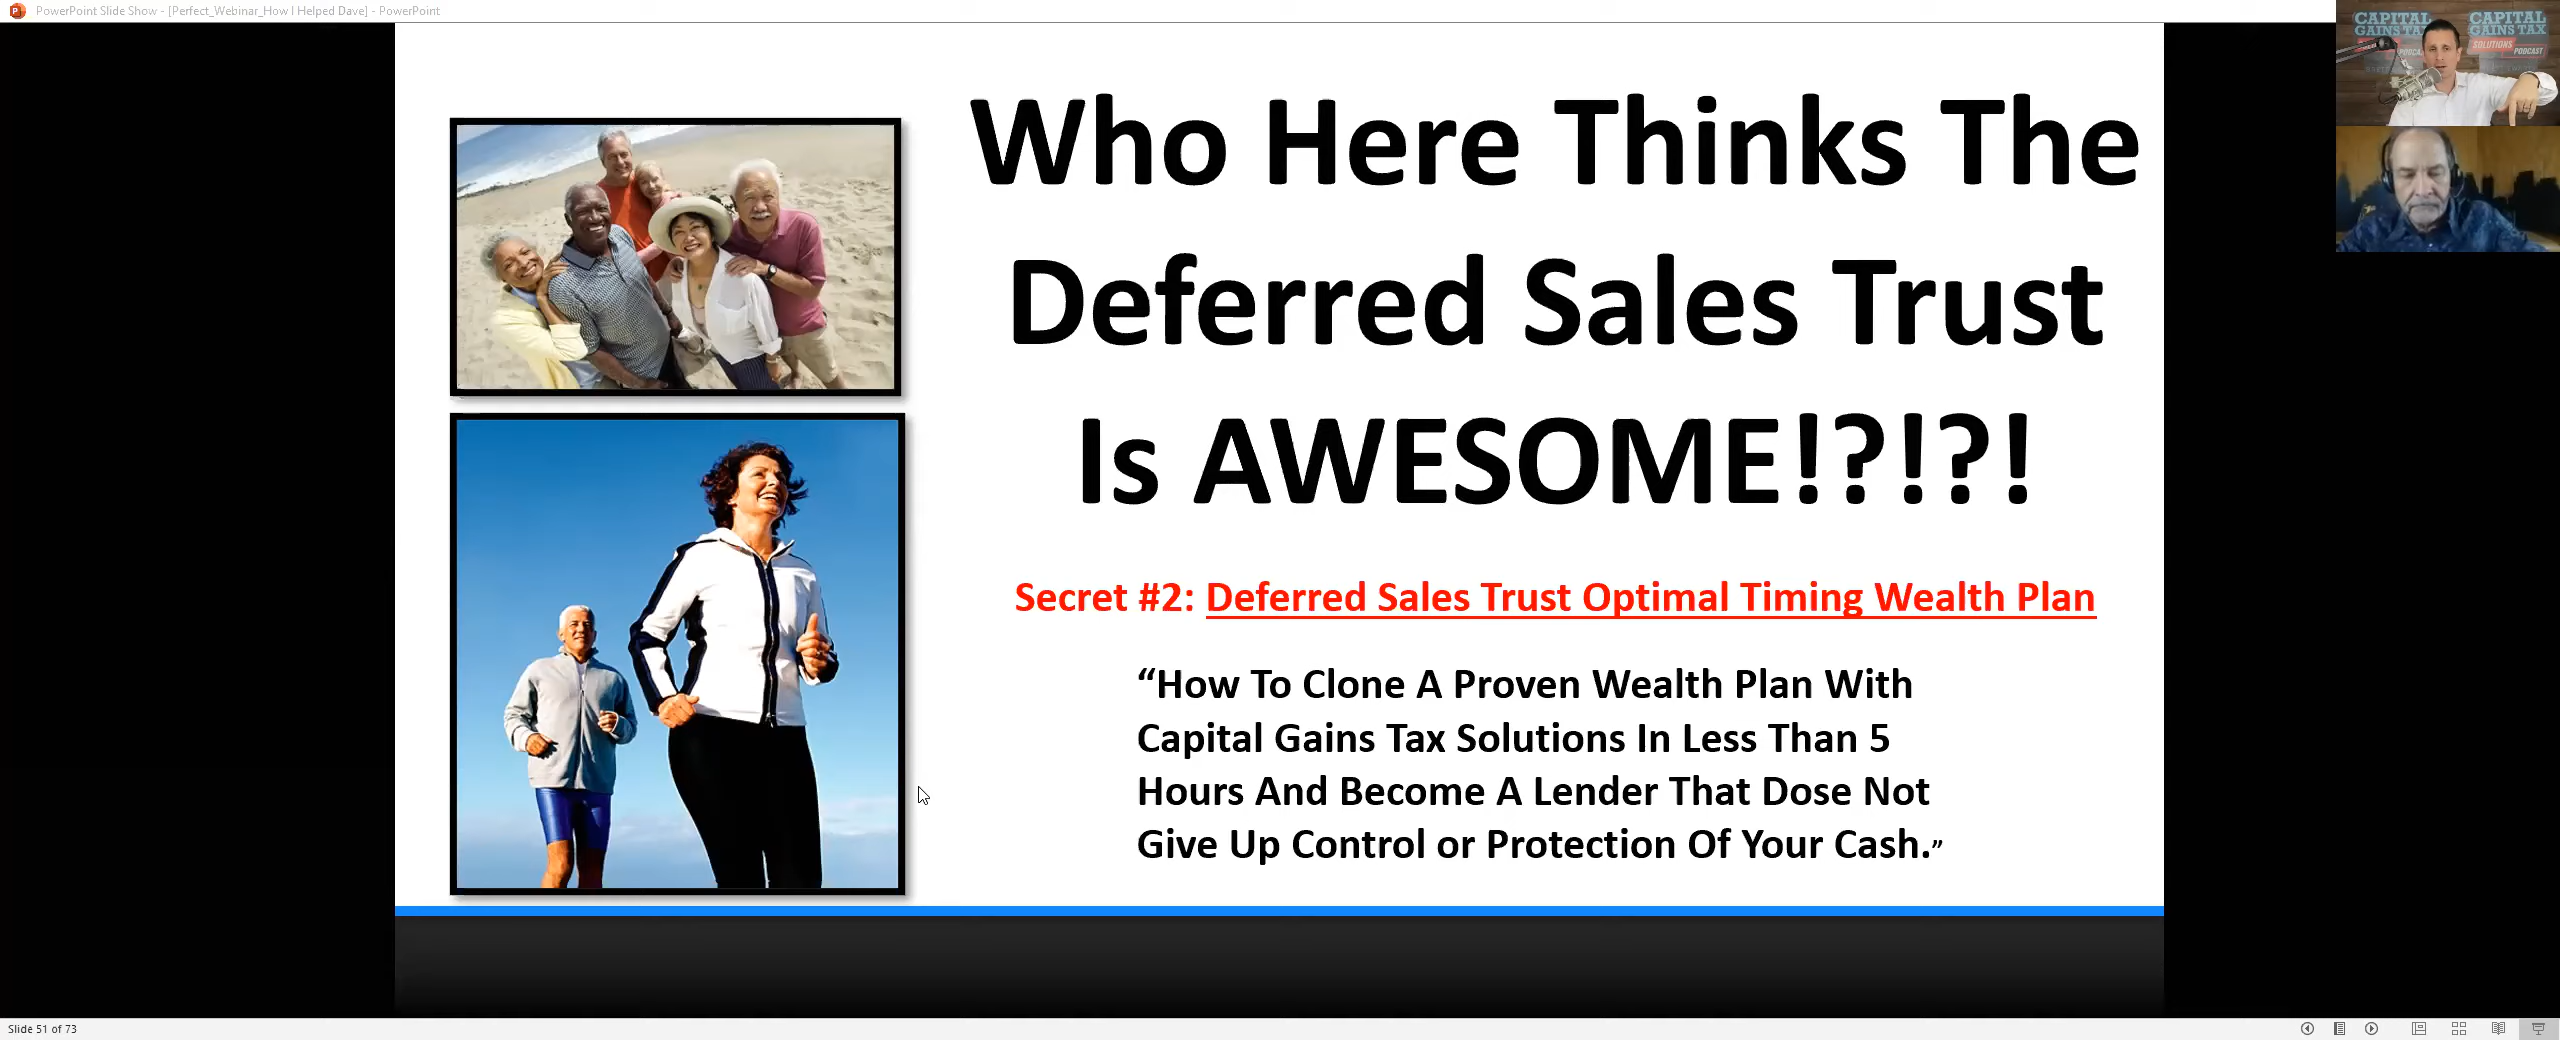 PowerPoint Slide Show - [Perfect_Webinar_How I Helped Dave] - PowerPoint
CAPITAL
GAINS TAX
CAPITAL
GAINS TAX
SOLUTIONS
PODCAST
Who Here Thinks The
Deferred Sales Trust
Is AWESOME!?!?!
Secret #2: Deferred Sales Trust Optimal Timing Wealth Plan
“How To Clone A Proven Wealth Plan With
Capital Gains Tax Solutions In Less Than 5
Hours And Become A Lender That Dose Not
Give Up Control or Protection Of Your Cash.”
Slide 51 of 73